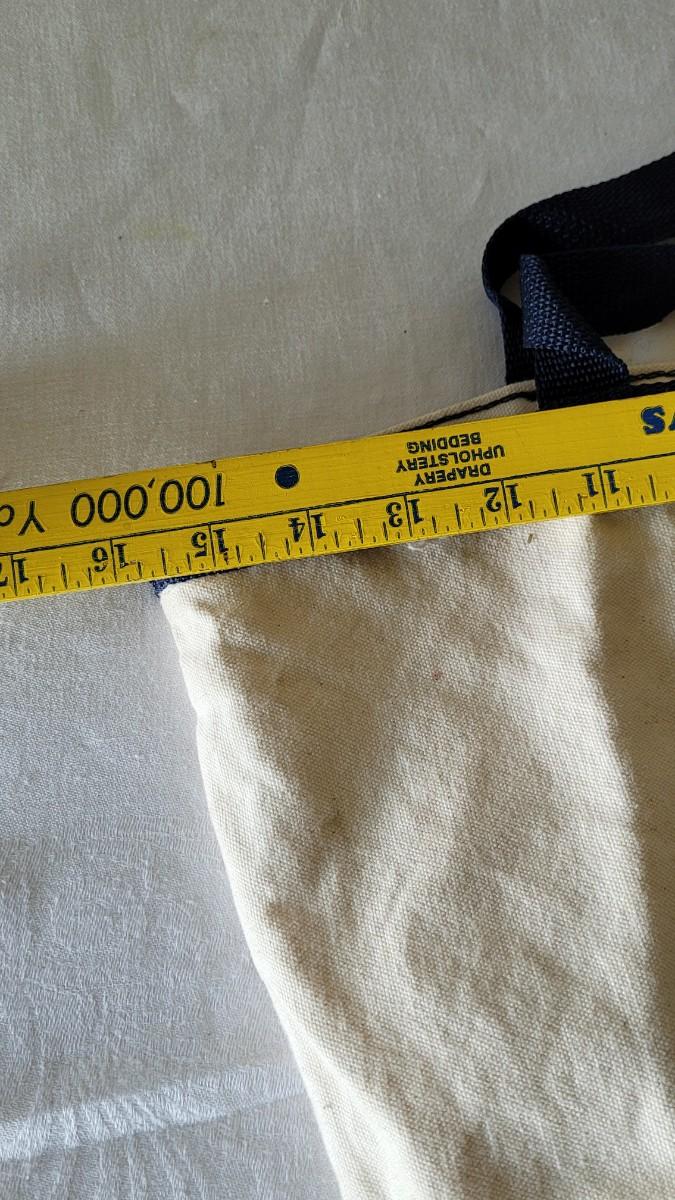 11 12 13 14 15 16 17
DRAPERY
UPHOLSTERY
BEDDING
100,000